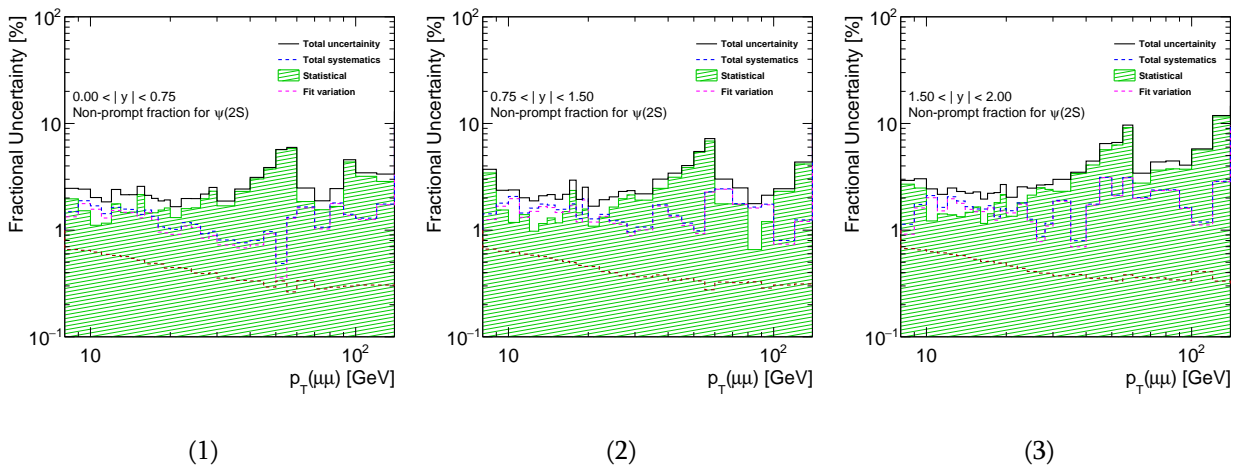 Fractional Uncertainty [%]
10²
10
1
10⁻¹
Total uncertainity
Total systematics
Statistical
Fit variation
0.00 < | y | < 0.75
Non-prompt fraction for ψ(2S)
10
10²
p_T(μμ) [GeV]
(1)
Fractional Uncertainty [%]
10²
10
1
10⁻¹
Total uncertainity
Total systematics
Statistical
Fit variation
0.75 < | y | < 1.50
Non-prompt fraction for ψ(2S)
10
10²
p_T(μμ) [GeV]
(2)
Fractional Uncertainty [%]
10²
10
1
10⁻¹
Total uncertainity
Total systematics
Statistical
Fit variation
1.50 < | y | < 2.00
Non-prompt fraction for ψ(2S)
10
10²
p_T(μμ) [GeV]
(3)